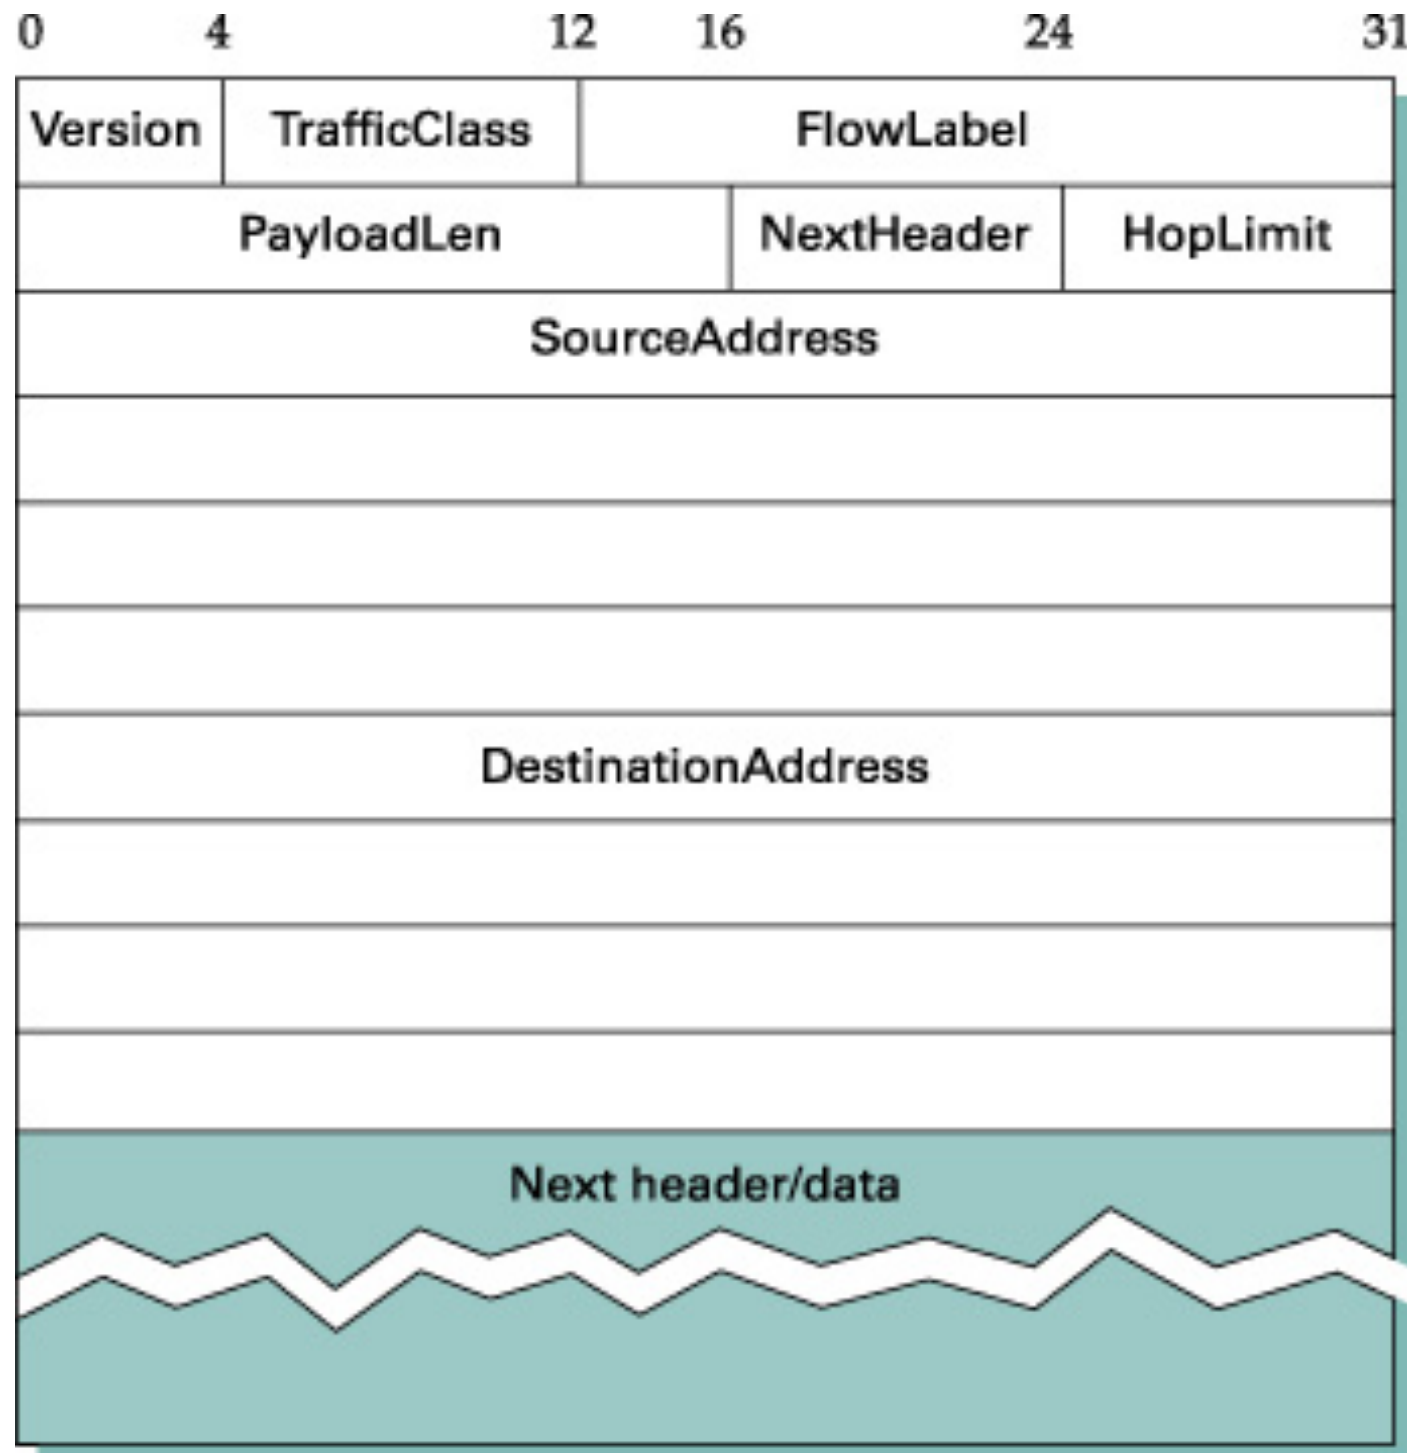 0 4 12 16 24 31
Version TrafficClass FlowLabel
PayloadLen NextHeader HopLimit
SourceAddress
DestinationAddress
Next header/data